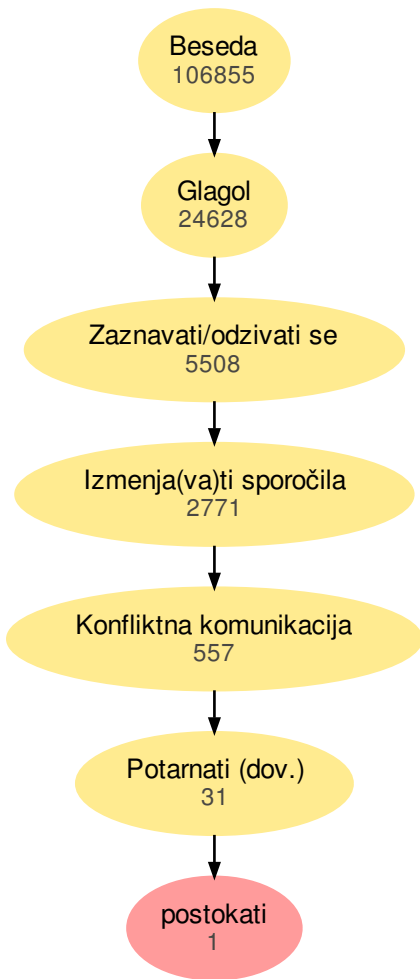 Beseda
106855
Glagol
24628
Zaznavati/odzivati se
5508
Izmenja(va)ti sporočila
2771
Konfliktna komunikacija
557
Potarnati (dov.)
31
postokati
1